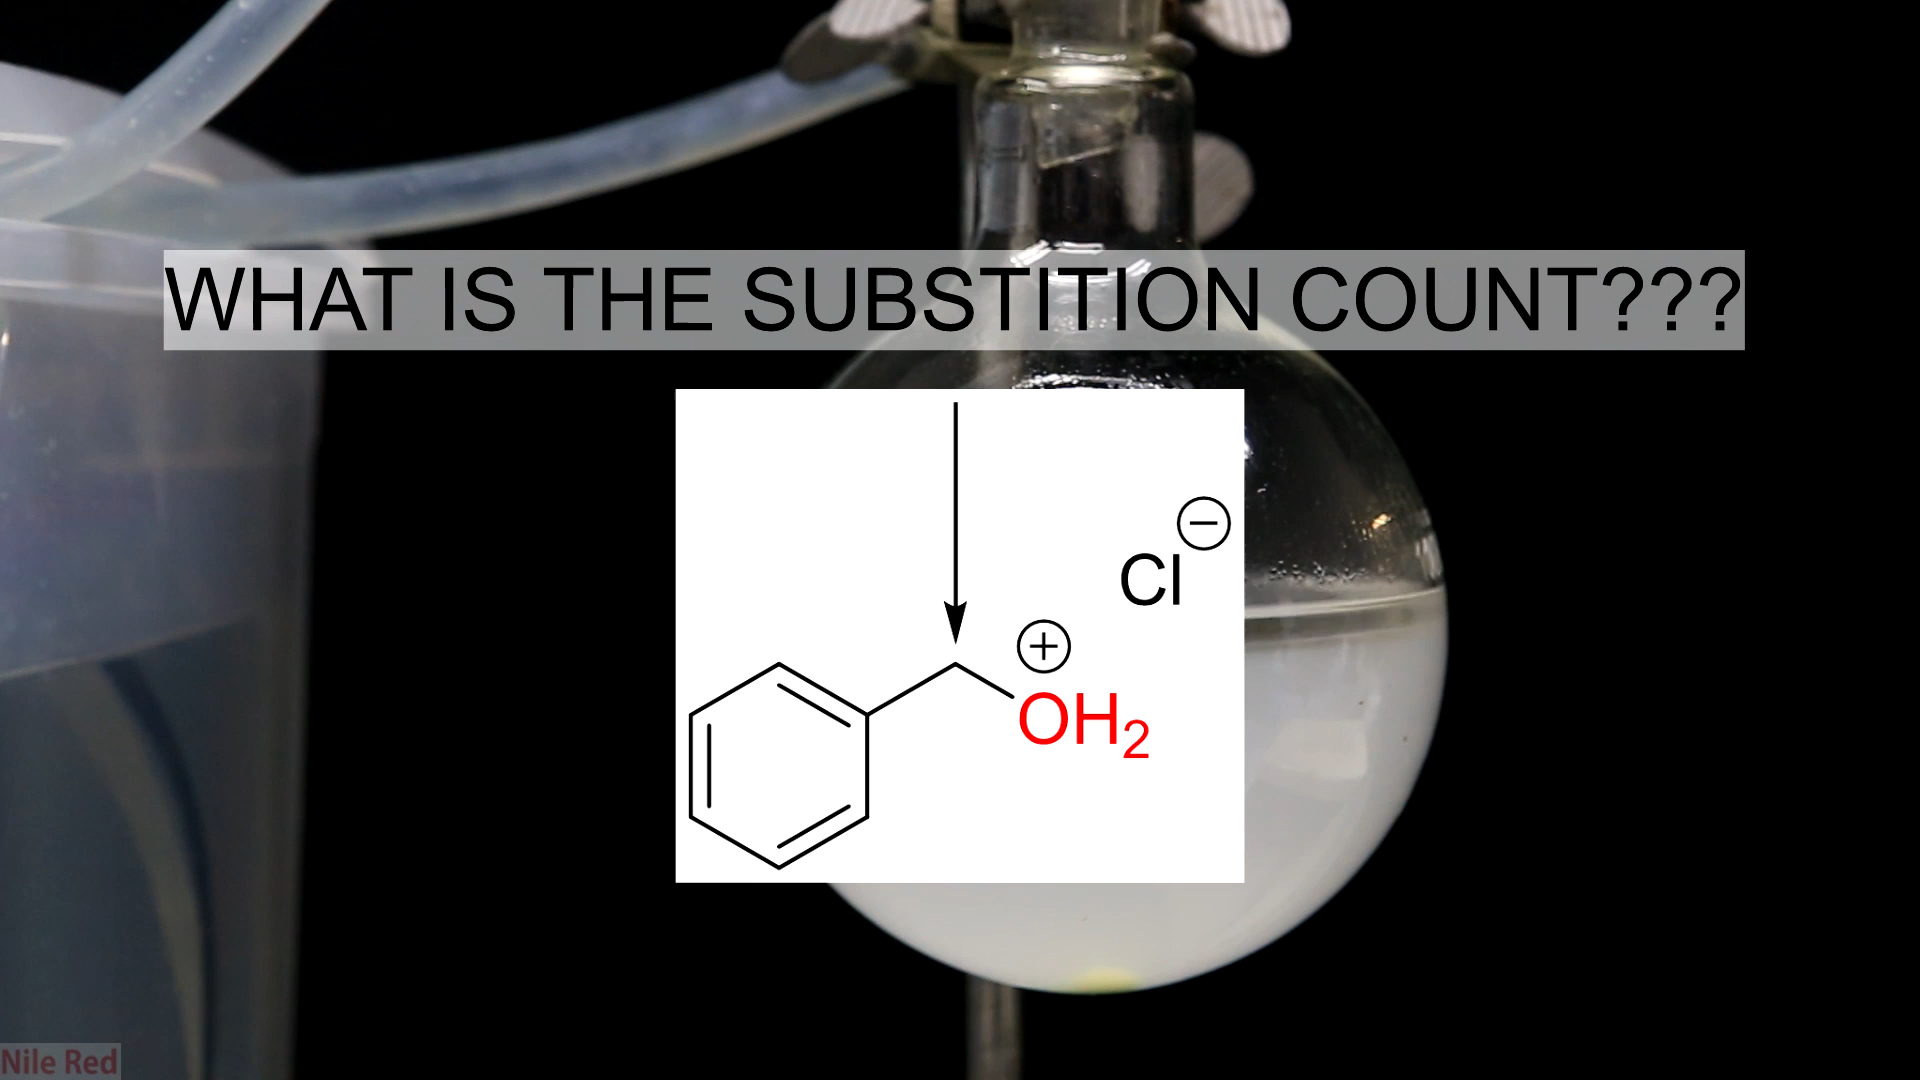 WHAT IS THE SUBSTITION COUNT???
Cl⊖
⊕
OH₂
Nile Red